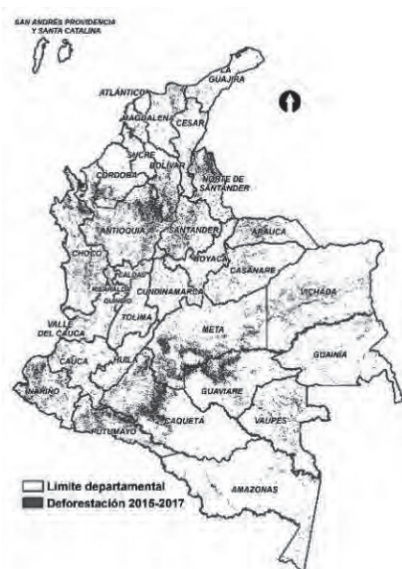 SAN ANDRÉS PROVIDENCIA
Y SANTA CATALINA
LA
GUAJIRA
ATLÁNTICO
MAGDALENA
CESAR
SUCRE
BOLÍVAR
CÓRDOBA
NORTE DE
SANTANDER
ANTIOQUIA
SANTANDER
ARAUCA
CHOCÓ
BOYACÁ
CASANARE
CALDAS
RISARALDA
QUINDÍO
CUNDINAMARCA
VICHADA
VALLE
DEL CAUCA
TOLIMA
META
GUAINÍA
CAUCA
HUILA
GUAVIARE
NARIÑO
CAQUETÁ
VAUPÉS
PUTUMAYO
AMAZONAS
Límite departamental
Deforestación 2015-2017